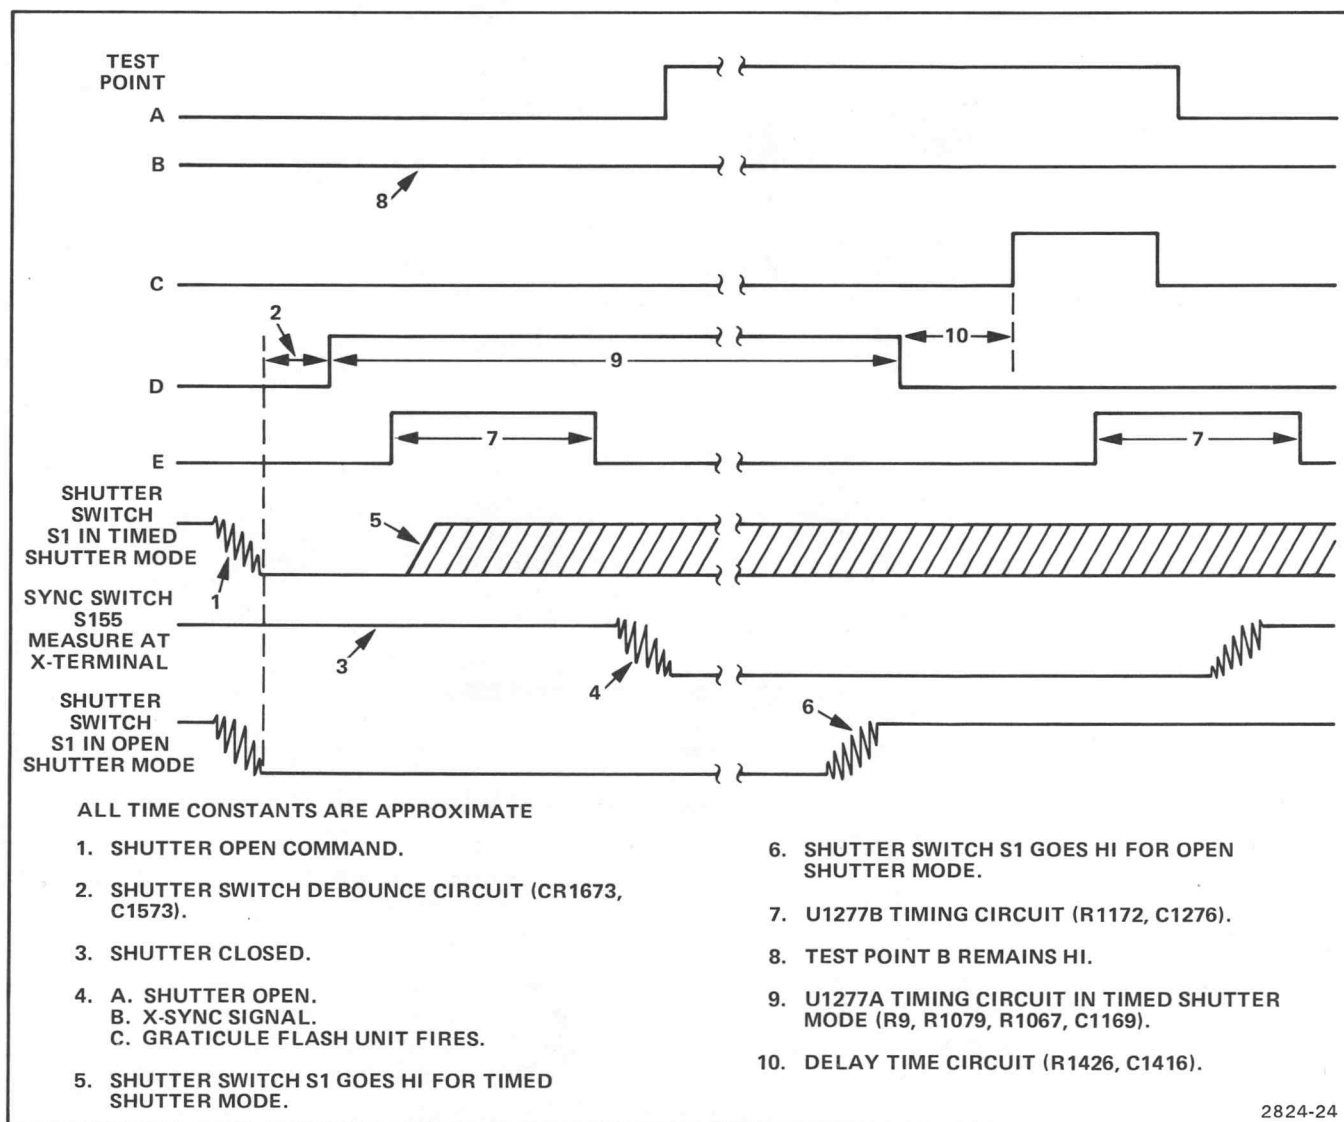 TEST
POINT
A
B
8
C
2
10
9
D
7
7
E
SHUTTER
SWITCH
S1 IN TIMED
SHUTTER MODE
5
1
SYNC SWITCH
S155
MEASURE AT
X-TERMINAL
3
4
SHUTTER
SWITCH
S1 IN OPEN
SHUTTER MODE
6
ALL TIME CONSTANTS ARE APPROXIMATE
1. SHUTTER OPEN COMMAND.
2. SHUTTER SWITCH DEBOUNCE CIRCUIT (CR1673,
C1573).
3. SHUTTER CLOSED.
4. A. SHUTTER OPEN.
B. X-SYNC SIGNAL.
C. GRATICULE FLASH UNIT FIRES.
5. SHUTTER SWITCH S1 GOES HI FOR TIMED
SHUTTER MODE.
6. SHUTTER SWITCH S1 GOES HI FOR OPEN
SHUTTER MODE.
7. U1277B TIMING CIRCUIT (R1172, C1276).
8. TEST POINT B REMAINS HI.
9. U1277A TIMING CIRCUIT IN TIMED SHUTTER
MODE (R9, R1079, R1067, C1169).
10. DELAY TIME CIRCUIT (R1426, C1416).
2824-24